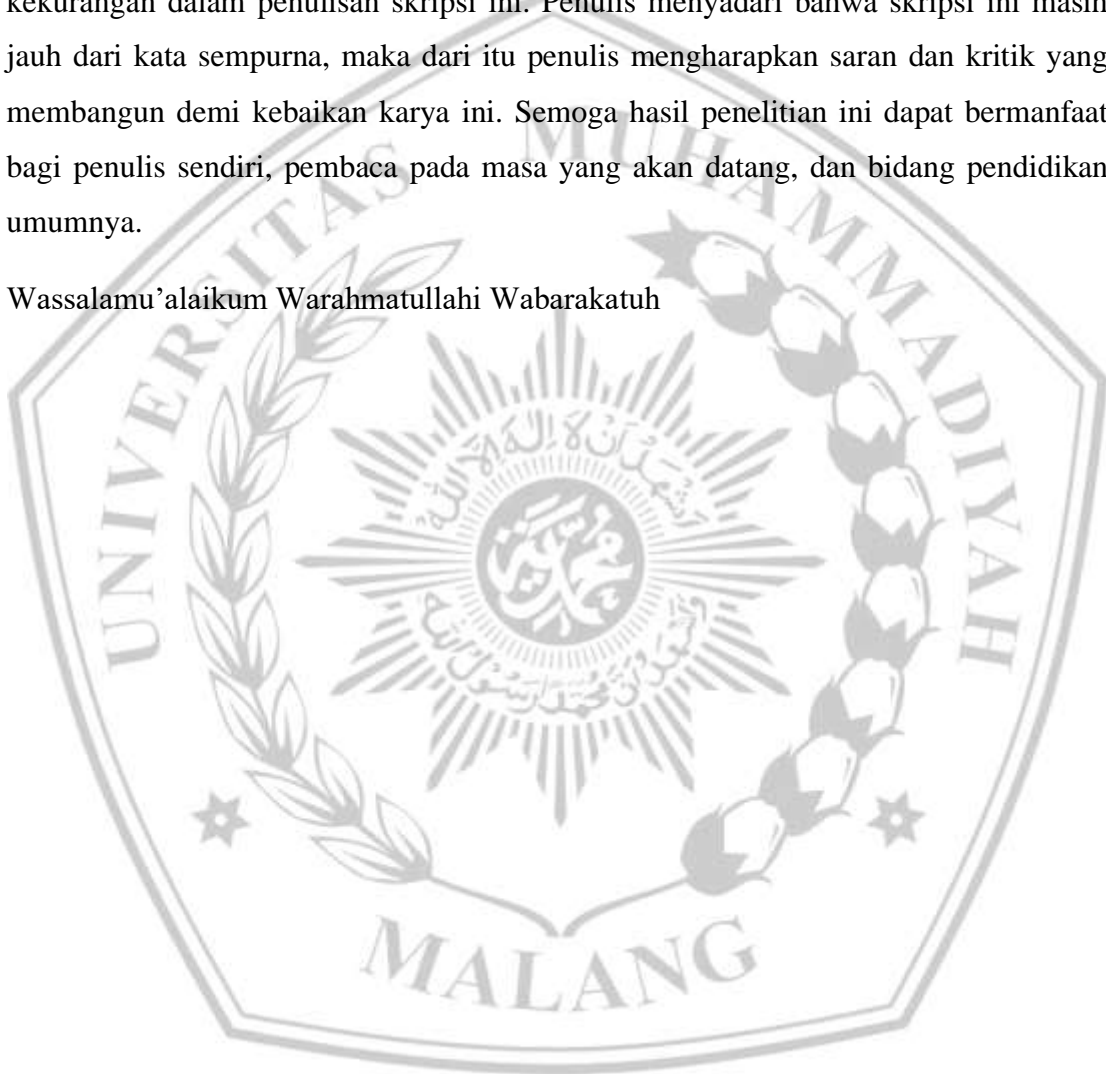 kekurangan dalam penulisan skripsi ini. Penulis menyadari bahwa skripsi ini masih
jauh dari kata sempurna, maka dari itu penulis mengharapkan saran dan kritik yang
membangun demi kebaikan karya ini. Semoga hasil penelitian ini dapat bermanfaat
bagi penulis sendiri, pembaca pada masa yang akan datang, dan bidang pendidikan
umumnya.
Wassalamu’alaikum Warahmatullahi Wabarakatuh
UNIVERSITAS MUHAMMADIYAH
MALANG